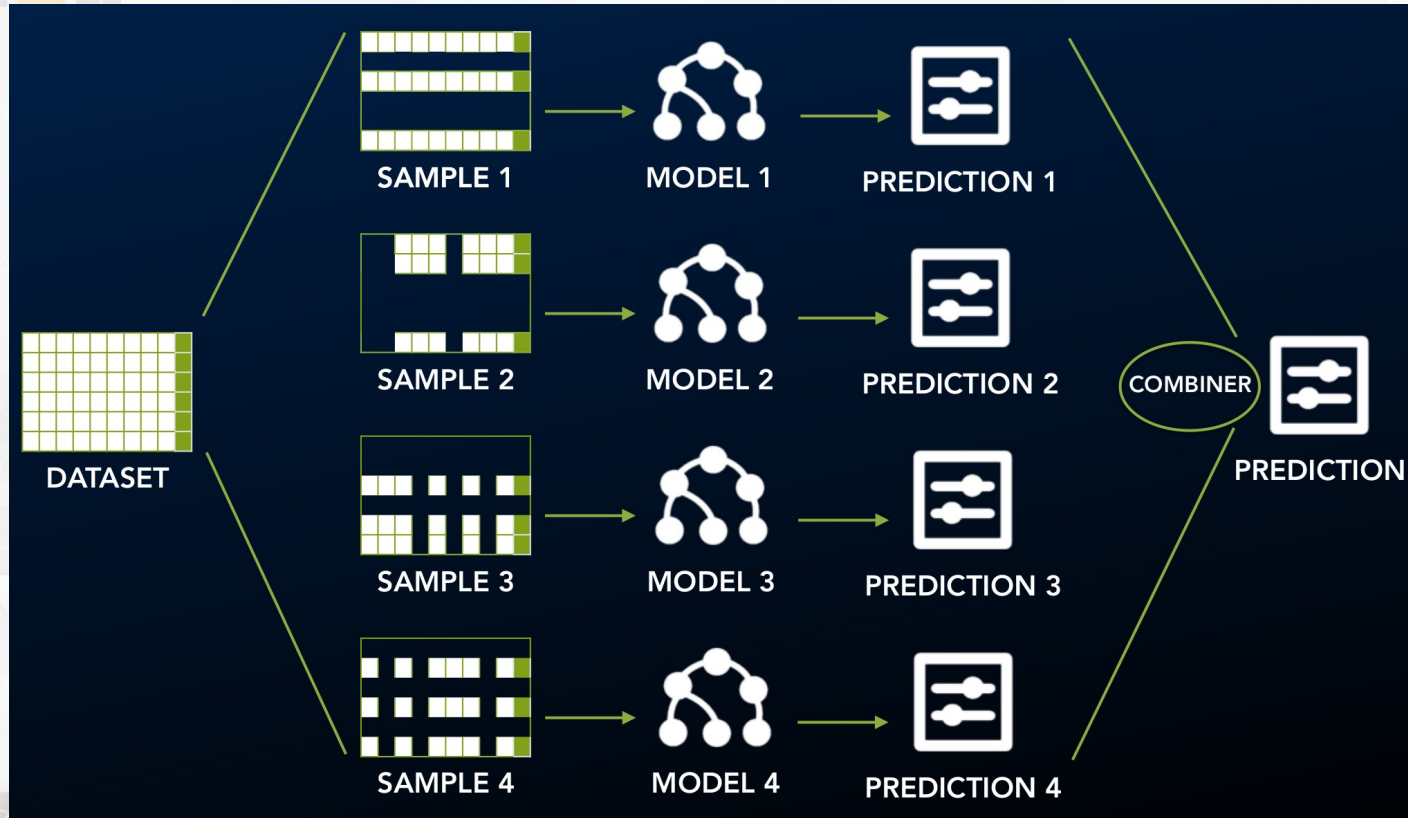 SAMPLE 1
MODEL 1
PREDICTION 1
SAMPLE 2
MODEL 2
PREDICTION 2
DATASET
COMBINER
PREDICTION
SAMPLE 3
MODEL 3
PREDICTION 3
SAMPLE 4
MODEL 4
PREDICTION 4